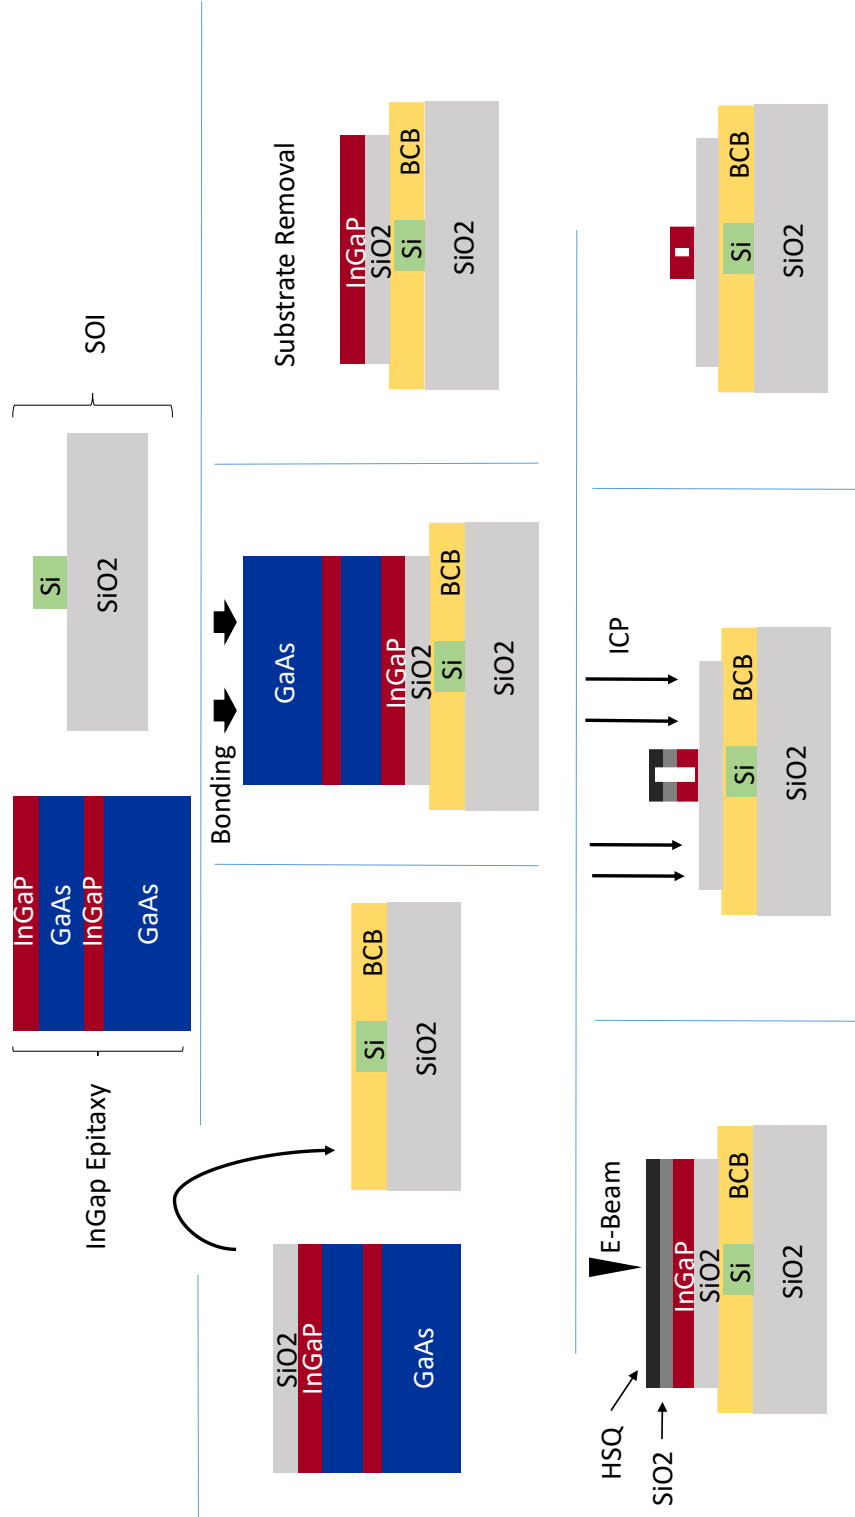 InGap Epitaxy
InGaP
GaAs
InGaP
GaAs
Si
SiO2
SOI
SiO2
InGaP
GaAs
Si
BCB
SiO2
Bonding
GaAs
InGaP
SiO2
Si
BCB
SiO2
Substrate Removal
InGaP
SiO2
Si
BCB
SiO2
HSQ
SiO2
E-Beam
InGaP
SiO2
Si
BCB
SiO2
ICP
Si
BCB
SiO2
Si
BCB
SiO2